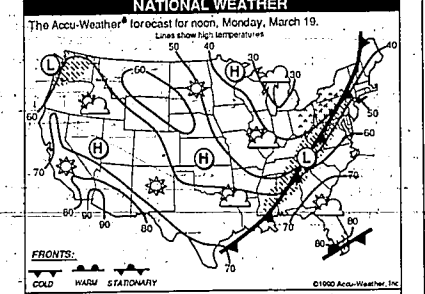 NATIONAL WEATHER
The Accu-Weather® forecast for noon, Monday, March 19.
Lines show high temperatures
50 40 30 40
L H 60 30
60 50
60
H H L
70 70
60 90 80 70 80
80
70
FRONTS:
COLD WARM STATIONARY
©1990 Accu-Weather, Inc